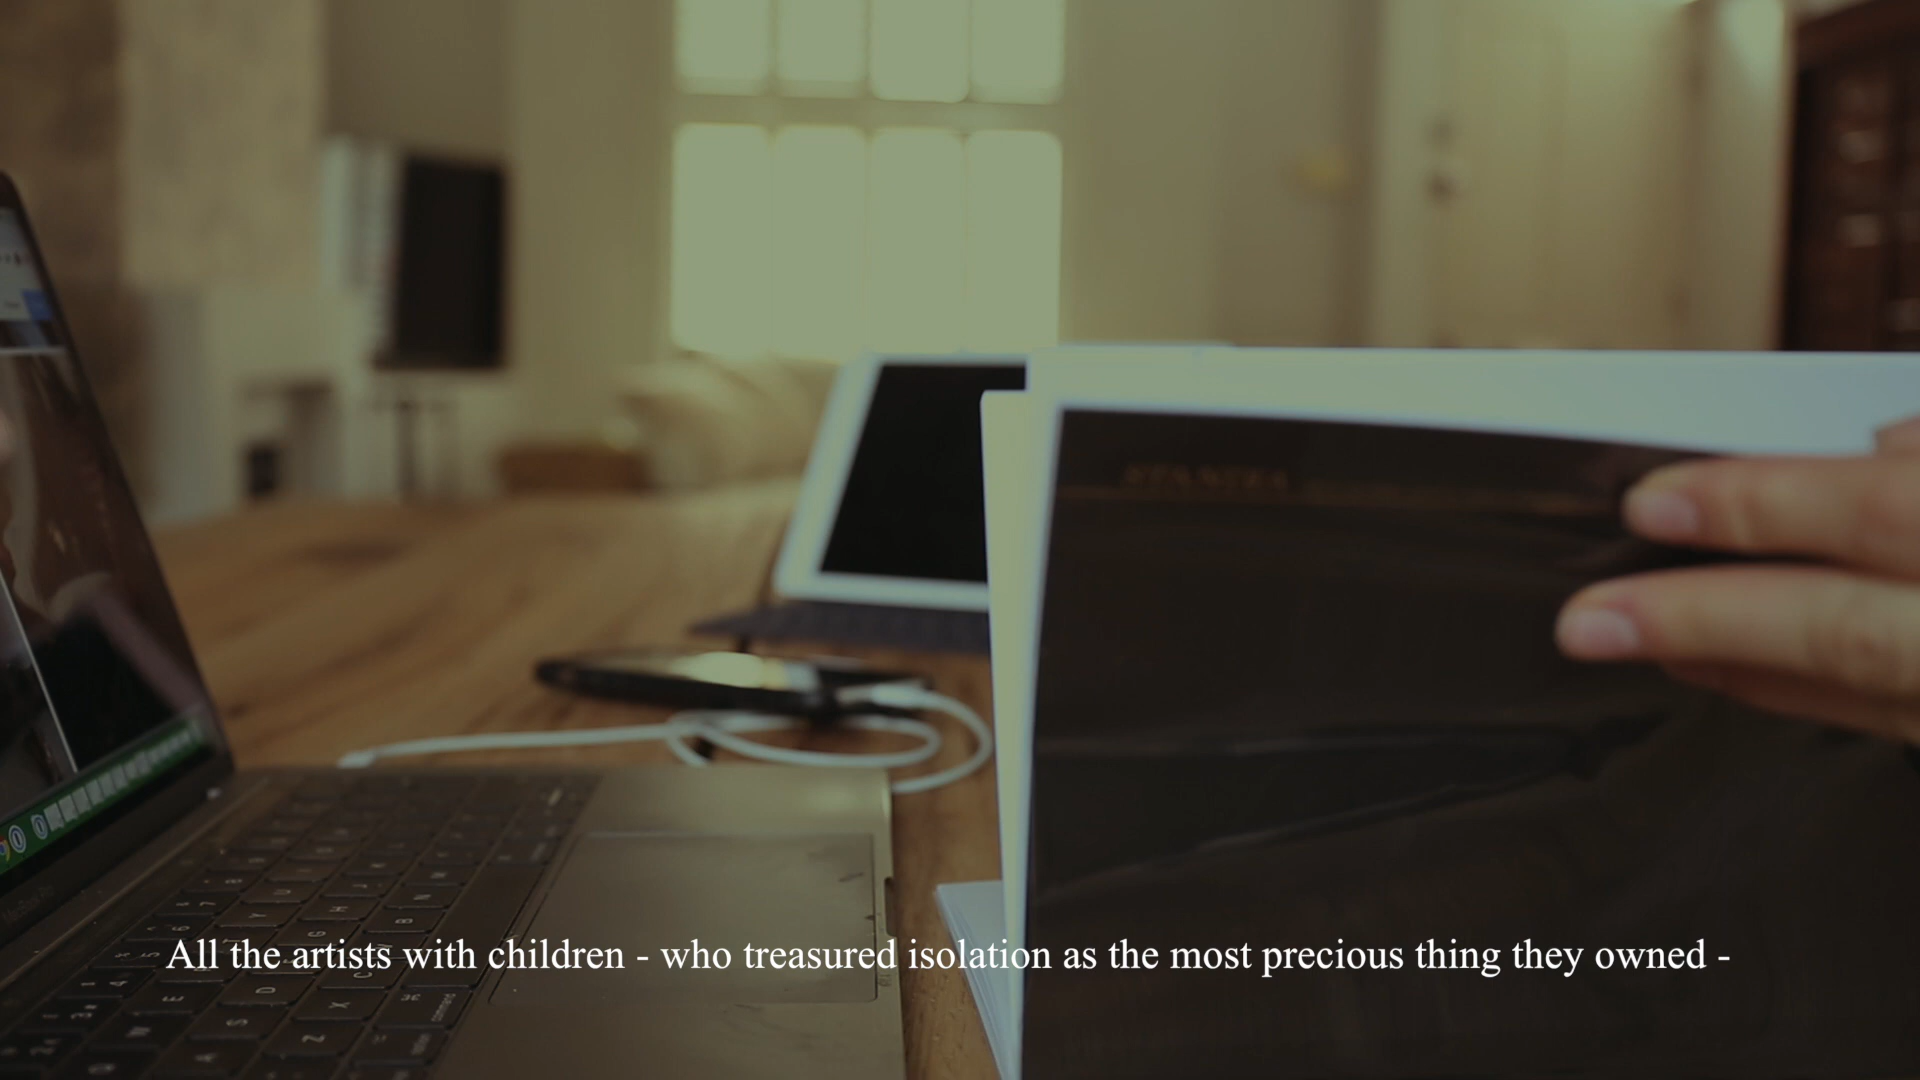 All the artists with children - who treasured isolation as the most precious thing they owned -